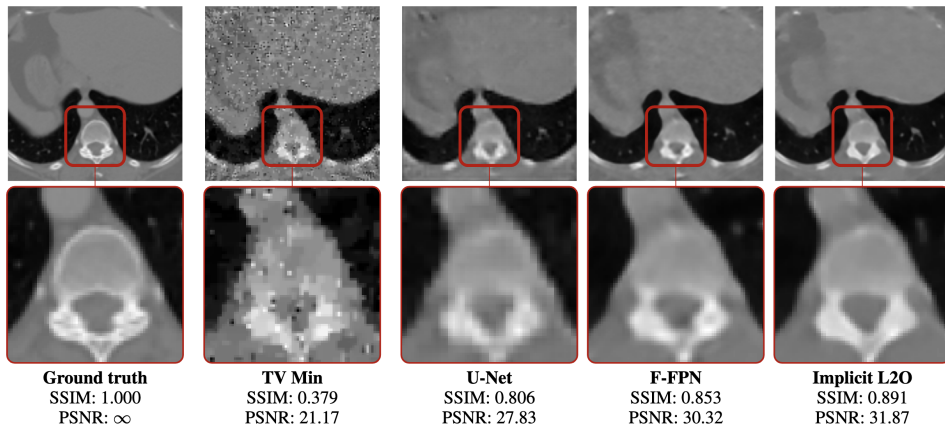 Ground truth
SSIM: 1.000
PSNR: ∞
TV Min
SSIM: 0.379
PSNR: 21.17
U-Net
SSIM: 0.806
PSNR: 27.83
F-FPN
SSIM: 0.853
PSNR: 30.32
Implicit L2O
SSIM: 0.891
PSNR: 31.87